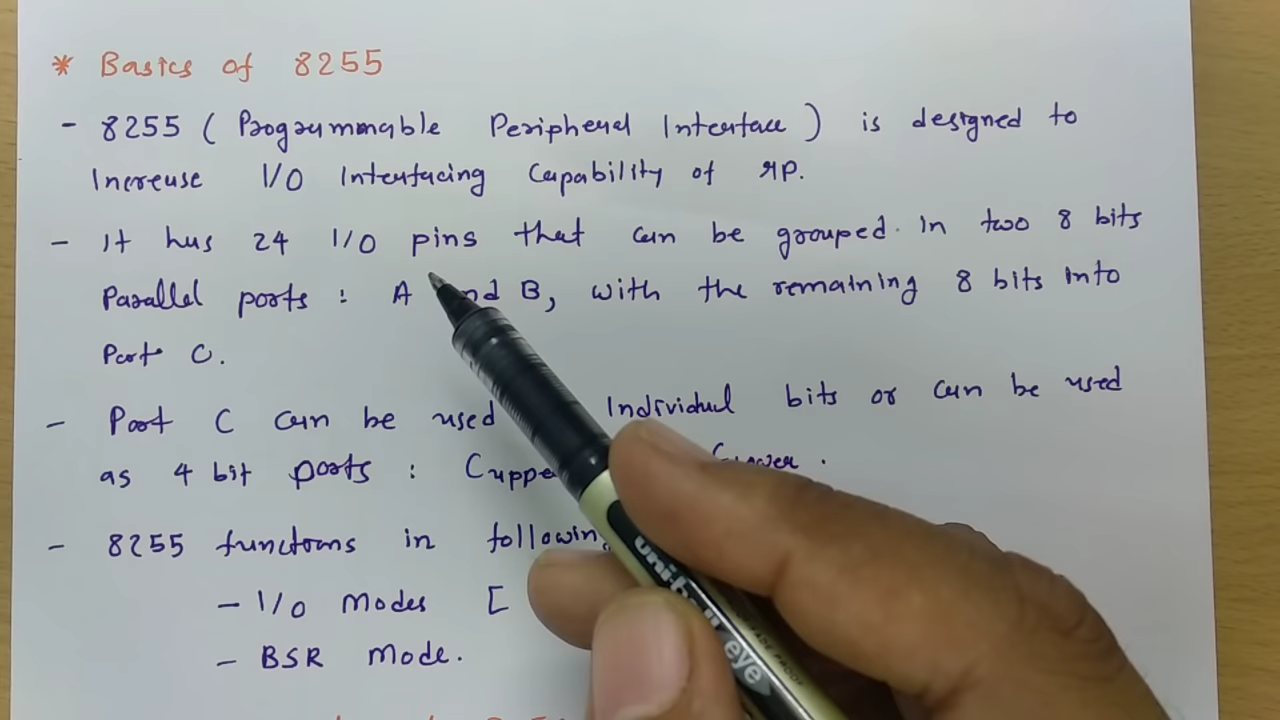 * Basics of 8255
- 8255 ( Programmable Peripheral Interface ) is designed to
Increase I/O Interfacing Capability of μP.
- It has 24 I/O pins that can be grouped in two 8 bits
Parallel ports : A and B, with the remaining 8 bits into
Port C.
- Port C can be used Individual bits or can be used
as 4 bit ports : Cuppe Clower .
- 8255 functions in following
- I/O Modes [
- BSR Mode.
uni-ball eye